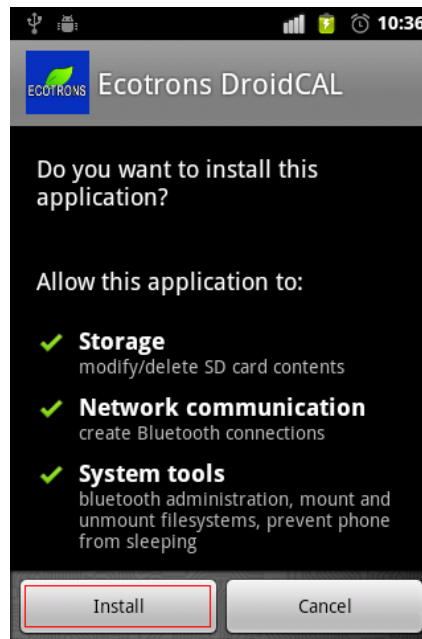 10:36
ECOTRONS
Ecotrons DroidCAL
Do you want to install this
application?
Allow this application to:
Storage
modify/delete SD card contents
Network communication
create Bluetooth connections
System tools
bluetooth administration, mount and
unmount filesystems, prevent phone
from sleeping
Install
Cancel